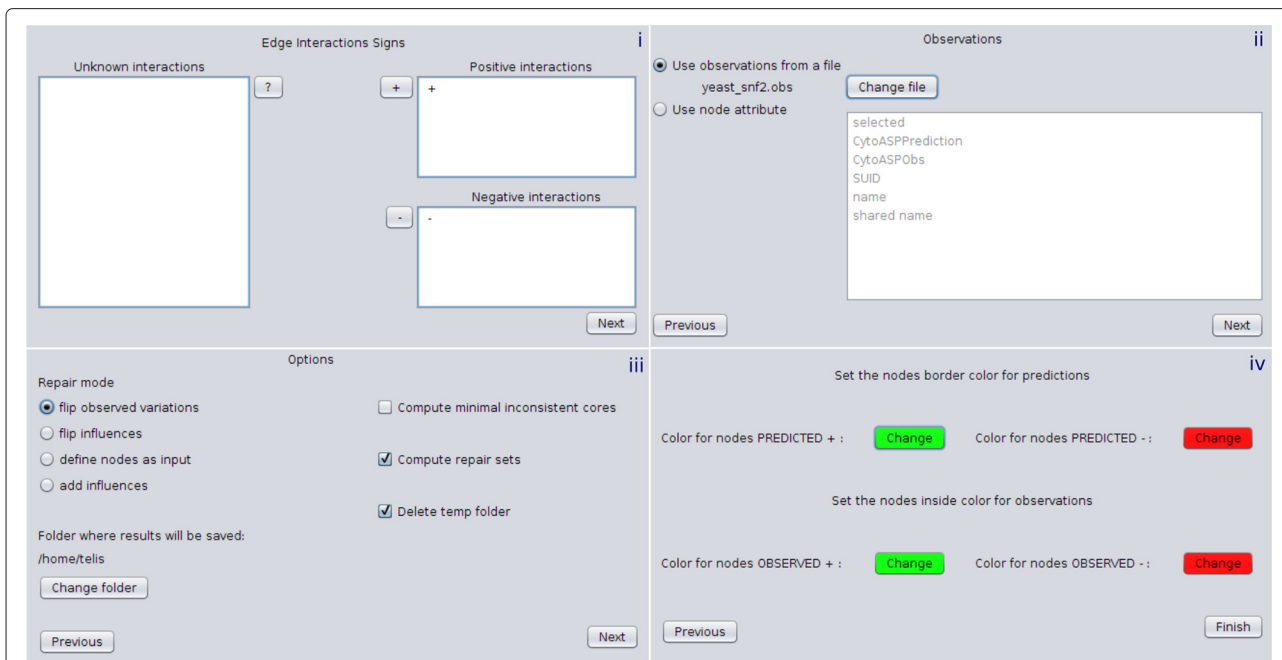 Edge Interactions Signs
i
Unknown interactions
?
Positive interactions
+
+
Negative interactions
-
-
Next
Observations
ii
Use observations from a file
yeast_snf2.obs
Change file
Use node attribute
selected
CytoASPPrediction
CytoASPObs
SUID
name
shared name
Previous
Next
Options
iii
Repair mode
flip observed variations
flip influences
define nodes as input
add influences
Compute minimal inconsistent cores
Compute repair sets
Delete temp folder
Folder where results will be saved:
/home/telis
Change folder
Previous
Next
iv
Set the nodes border color for predictions
Color for nodes PREDICTED + :
Change
Color for nodes PREDICTED - :
Change
Set the nodes inside color for observations
Color for nodes OBSERVED + :
Change
Color for nodes OBSERVED - :
Change
Previous
Finish